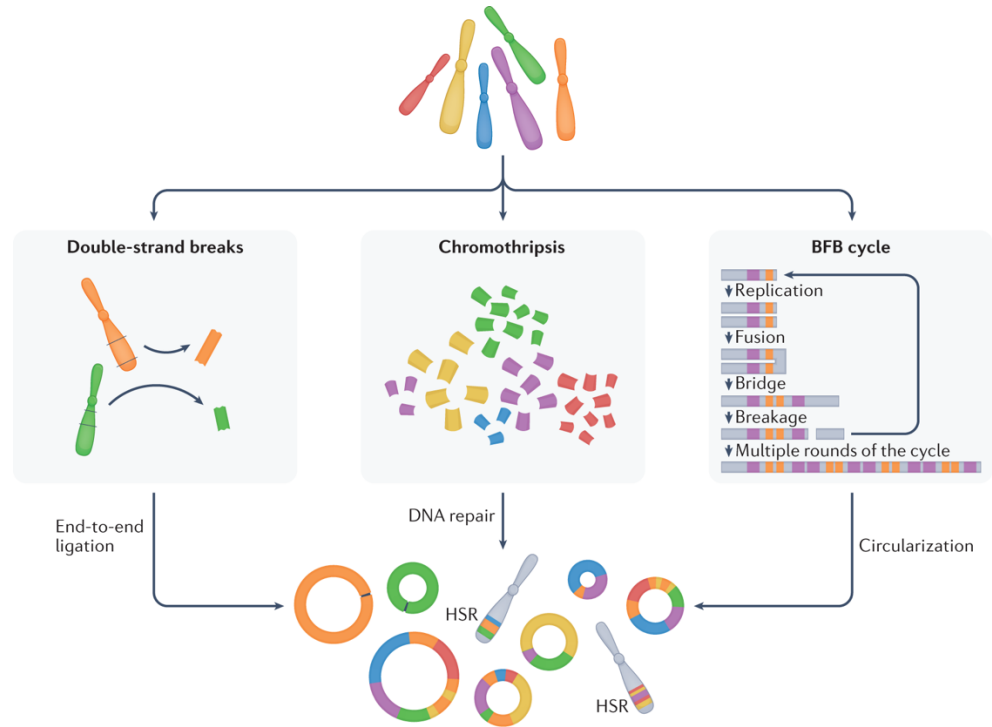 Double-strand breaks
Chromothripsis
BFB cycle
Replication
Fusion
Bridge
Breakage
Multiple rounds of the cycle
End-to-end
ligation
DNA repair
Circularization
HSR
HSR